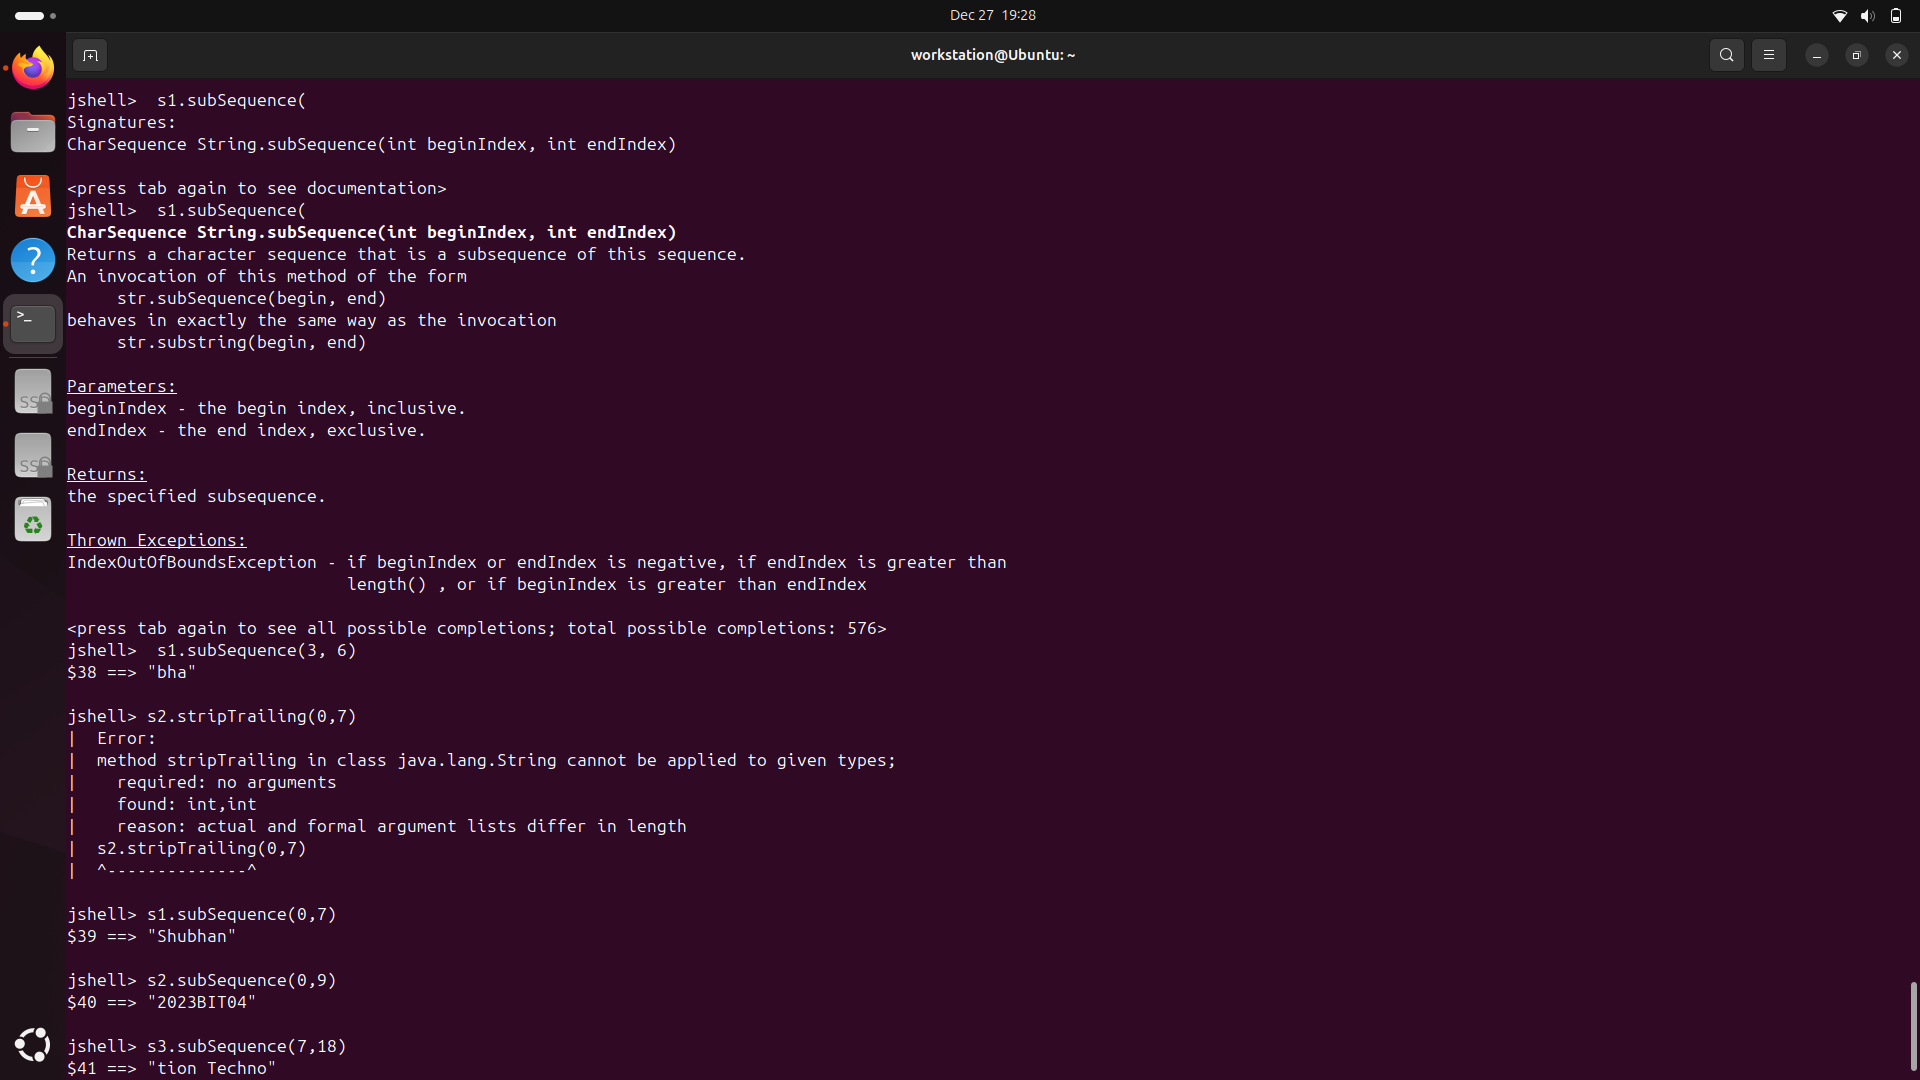 Dec 27 19:28
workstation@Ubuntu: ~
jshell>  s1.subSequence(
Signatures:
CharSequence String.subSequence(int beginIndex, int endIndex)
<press tab again to see documentation>
jshell>  s1.subSequence(
CharSequence String.subSequence(int beginIndex, int endIndex)
Returns a character sequence that is a subsequence of this sequence.
An invocation of this method of the form
     str.subSequence(begin, end)
behaves in exactly the same way as the invocation
     str.substring(begin, end)
Parameters:
beginIndex - the begin index, inclusive.
endIndex - the end index, exclusive.
Returns:
the specified subsequence.
Thrown Exceptions:
IndexOutOfBoundsException - if beginIndex or endIndex is negative, if endIndex is greater than
                            length() , or if beginIndex is greater than endIndex
<press tab again to see all possible completions; total possible completions: 576>
jshell>  s1.subSequence(3, 6)
$38 ==> "bha"
jshell> s2.stripTrailing(0,7)
|  Error:
|  method stripTrailing in class java.lang.String cannot be applied to given types;
|    required: no arguments
|    found: int,int
|    reason: actual and formal argument lists differ in length
|  s2.stripTrailing(0,7)
|  ^--------------^
jshell> s1.subSequence(0,7)
$39 ==> "Shubhan"
jshell> s2.subSequence(0,9)
$40 ==> "2023BIT04"
jshell> s3.subSequence(7,18)
$41 ==> "tion Techno"